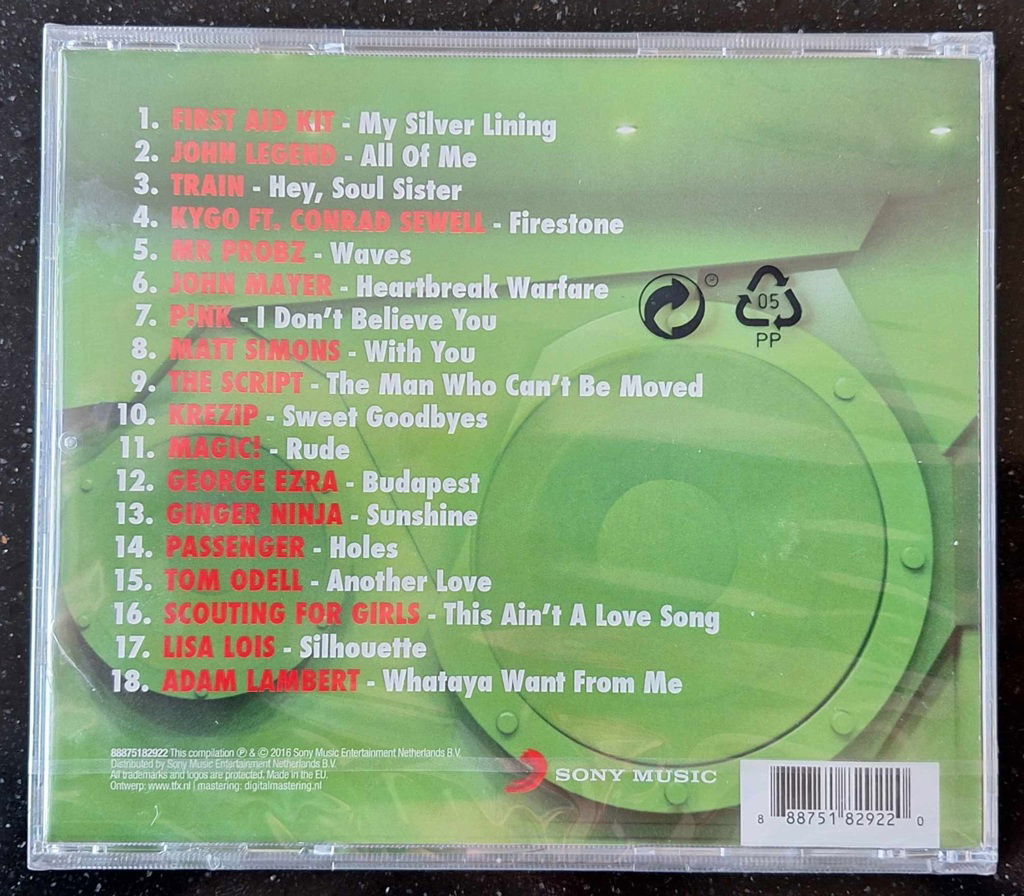 1. FIRST AID KIT - My Silver Lining
2. JOHN LEGEND - All Of Me
3. TRAIN - Hey, Soul Sister
4. KYGO FT. CONRAD SEWELL - Firestone
5. MR PROBZ - Waves
6. JOHN MAYER - Heartbreak Warfare
7. P!NK - I Don't Believe You
8. MATT SIMONS - With You
9. THE SCRIPT - The Man Who Can't Be Moved
10. KREZIP - Sweet Goodbyes
11. MAGIC! - Rude
12. GEORGE EZRA - Budapest
13. GINGER NINJA - Sunshine
14. PASSENGER - Holes
15. TOM ODELL - Another Love
16. SCOUTING FOR GIRLS - This Ain't A Love Song
17. LISA LOIS - Silhouette
18. ADAM LAMBERT - Whataya Want From Me
®
05
PP
88875182922 This compilation ℗ & © 2016 Sony Music Entertainment Netherlands B.V.
Distributed by Sony Music Entertainment Netherlands B.V.
All trademarks and logos are protected. Made in the EU.
Ontwerp: www.tfx.nl | mastering: digitalmastering.nl
SONY MUSIC
8 88751 82922 0